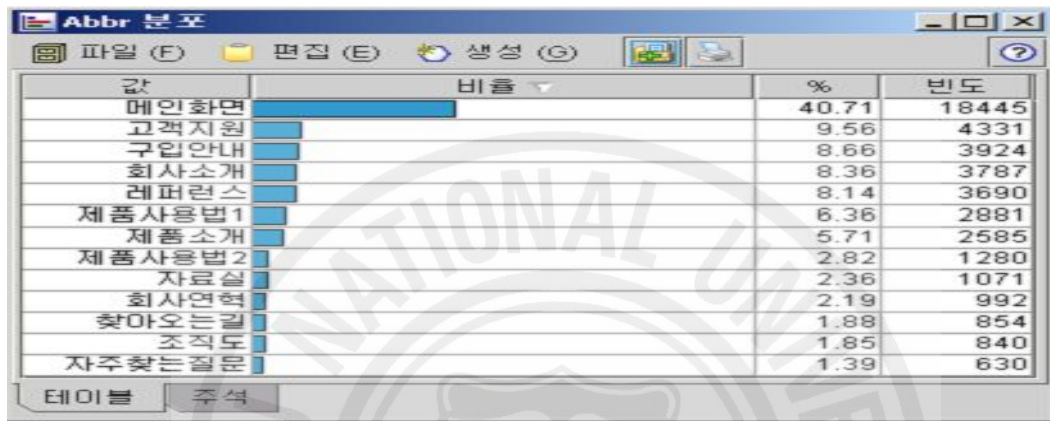 Abbr 분포
파일 (F) 편집 (E) 생성 (G)
값 비율 % 빈도
메인화면 40.71 18445
고객지원 9.56 4331
구입안내 8.66 3924
회사소개 8.36 3787
레퍼런스 8.14 3690
제품사용법1 6.36 2881
제품소개 5.71 2585
제품사용법2 2.82 1280
자료실 2.36 1071
회사연혁 2.19 992
찾아오는길 1.88 854
조직도 1.85 840
자주찾는질문 1.39 630
테이블 주석
NATIONAL UNI